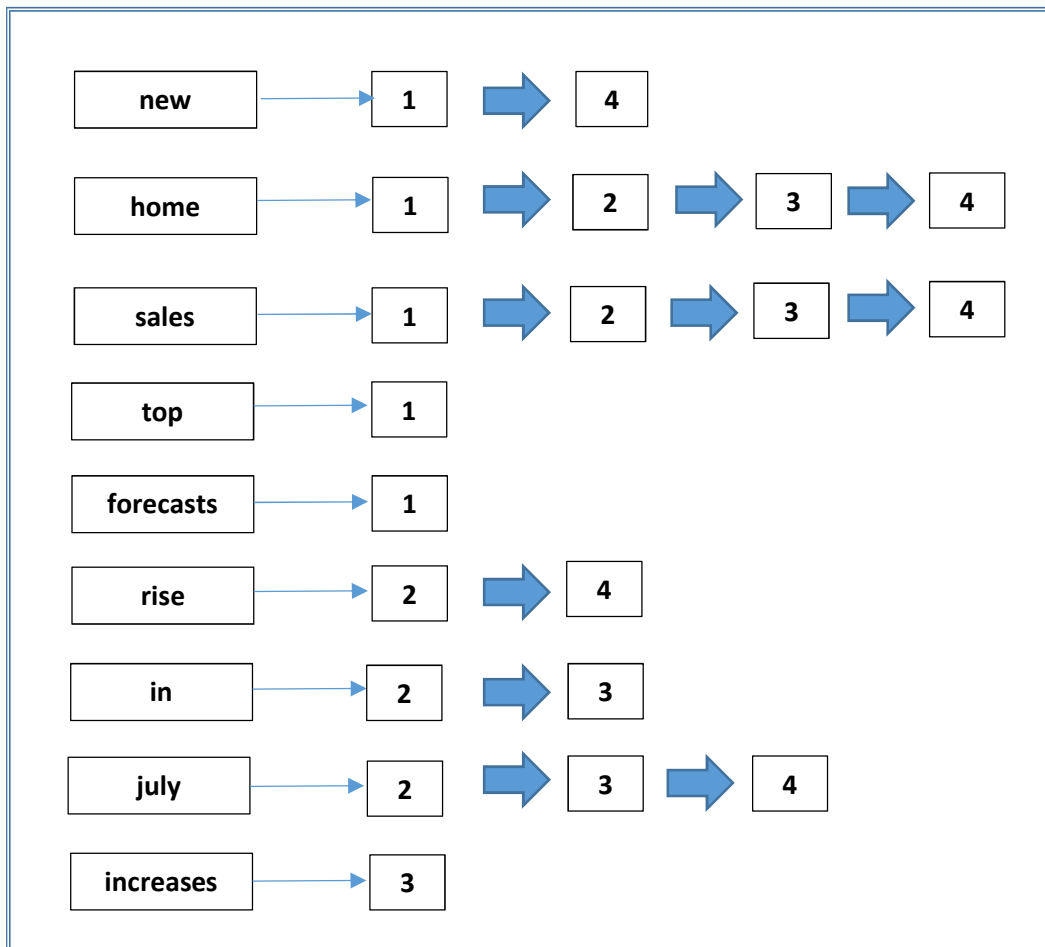 new 1 4
home 1 2 3 4
sales 1 2 3 4
top 1
forecasts 1
rise 2 4
in 2 3
july 2 3 4
increases 3